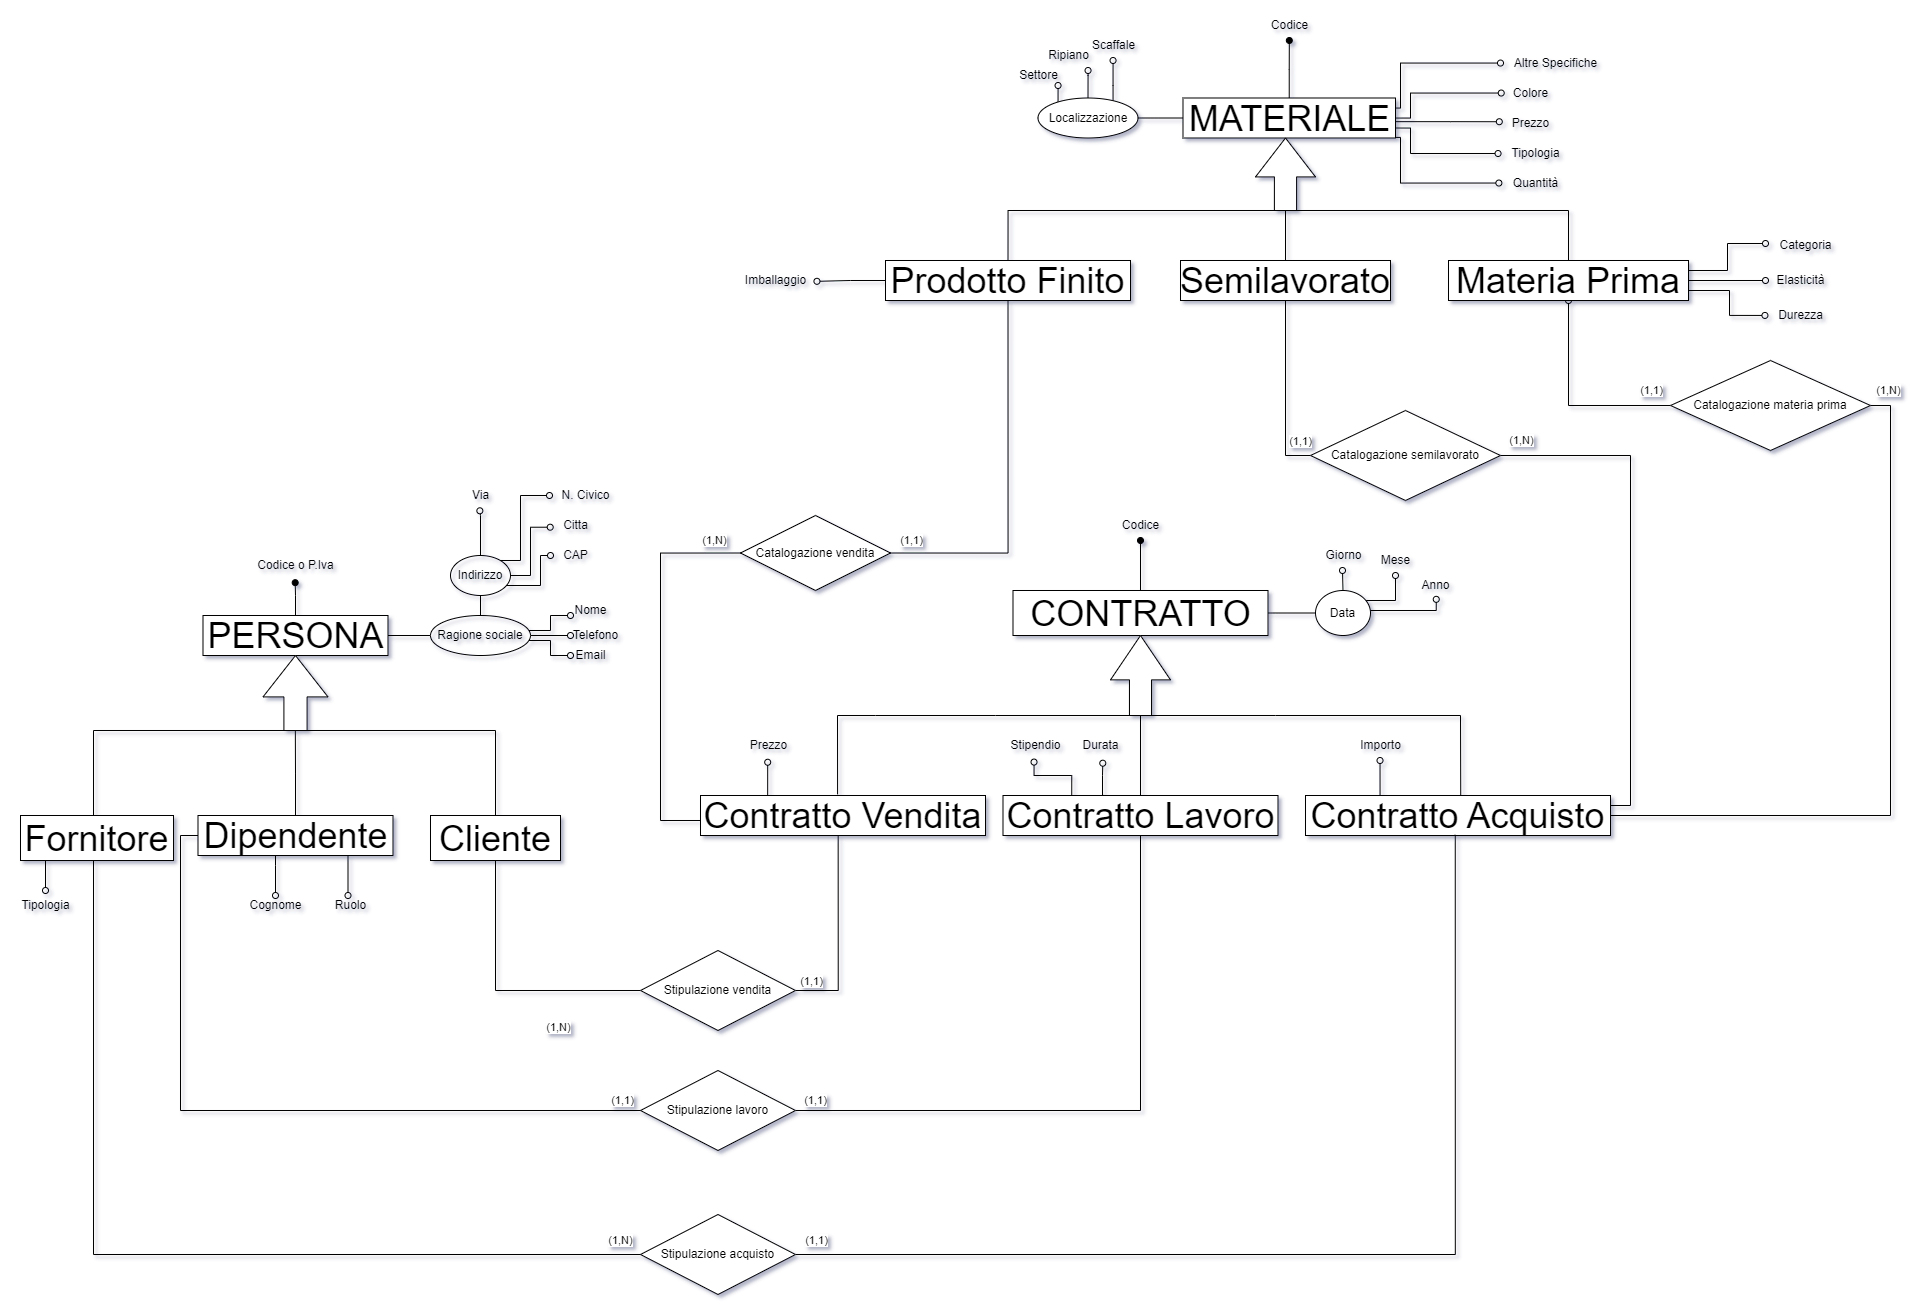 Codice
Scaffale
Ripiano
Settore
Localizzazione
MATERIALE
Altre Specifiche
Colore
Prezzo
Tipologia
Quantità
Imballaggio
Prodotto Finito
Semilavorato
Materia Prima
Categoria
Elasticità
Durezza
(1,1)
Catalogazione materia prima
(1,N)
(1,1)
Catalogazione semilavorato
(1,N)
(1,N)
Catalogazione vendita
(1,1)
Via
N. Civico
Citta
CAP
Indirizzo
Codice o P.Iva
PERSONA
Ragione sociale
Nome
Telefono
Email
Codice
CONTRATTO
Data
Giorno
Mese
Anno
Prezzo
Stipendio
Durata
Importo
Contratto Vendita
Contratto Lavoro
Contratto Acquisto
Fornitore
Dipendente
Cliente
Tipologia
Cognome
Ruolo
Stipulazione vendita
(1,1)
(1,N)
(1,1)
Stipulazione lavoro
(1,1)
(1,N)
Stipulazione acquisto
(1,1)